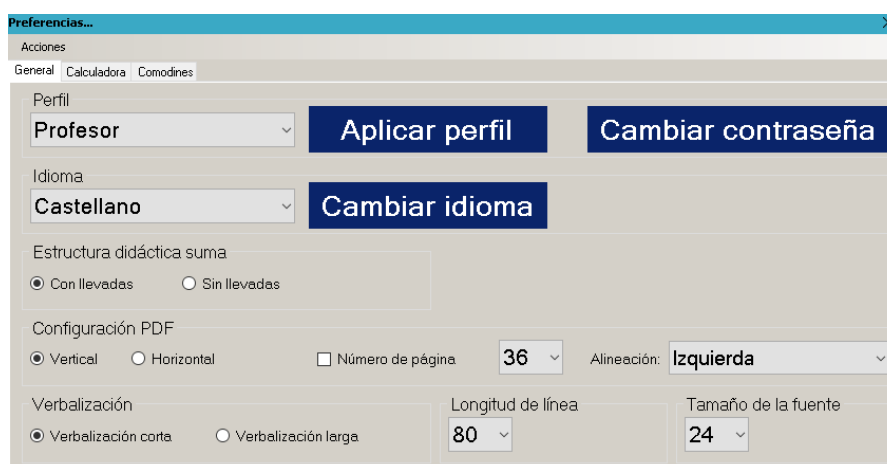 Preferencias...
Acciones
General Calculadora Comodines
Perfil
Profesor Aplicar perfil Cambiar contraseña
Idioma
Castellano Cambiar idioma
Estructura didáctica suma
Con llevadas Sin llevadas
Configuración PDF
Vertical Horizontal Número de página 36 Alineación: Izquierda
Verbalización Longitud de línea Tamaño de la fuente
Verbalización corta Verbalización larga 80 24